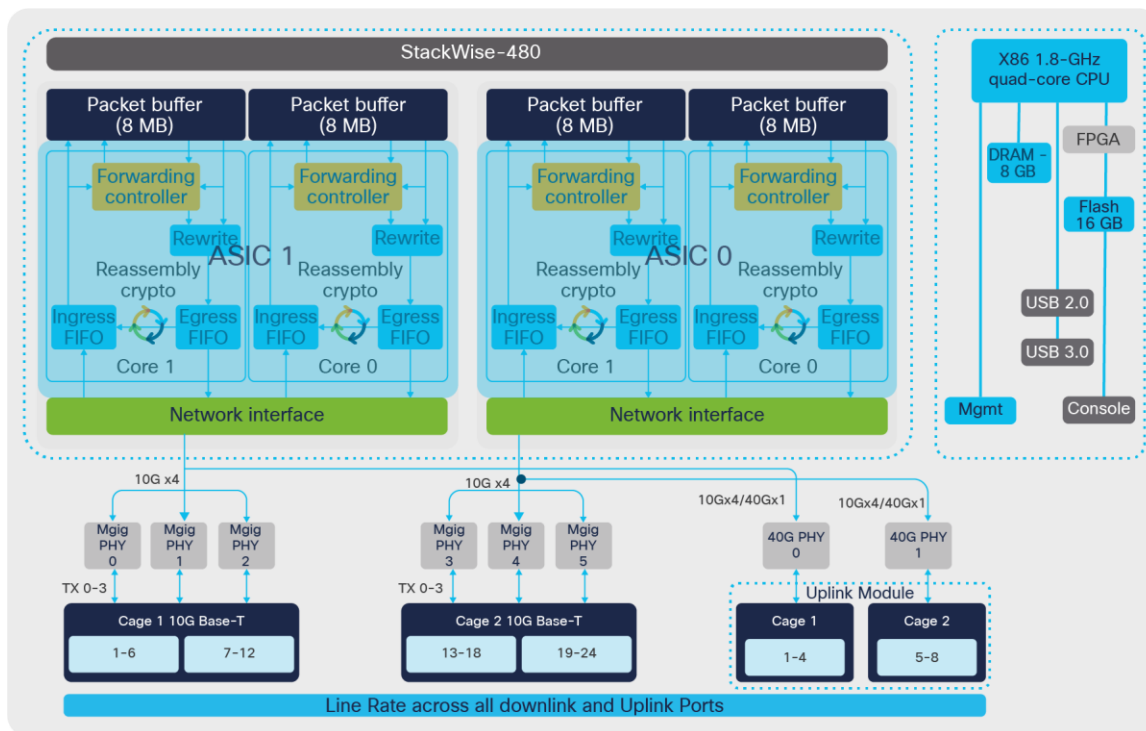 StackWise-480
Packet buffer
(8 MB)
Packet buffer
(8 MB)
Packet buffer
(8 MB)
Packet buffer
(8 MB)
Forwarding
controller
Forwarding
controller
Forwarding
controller
Forwarding
controller
Rewrite
Rewrite
Rewrite
Rewrite
ASIC 1
ASIC 0
Reassembly
crypto
Reassembly
crypto
Reassembly
crypto
Reassembly
crypto
Ingress
FIFO
Egress
FIFO
Ingress
FIFO
Egress
FIFO
Ingress
FIFO
Egress
FIFO
Ingress
FIFO
Egress
FIFO
Core 1
Core 0
Core 1
Core 0
Network interface
Network interface
X86 1.8-GHz
quad-core CPU
FPGA
DRAM -
8 GB
Flash
16 GB
USB 2.0
USB 3.0
Mgmt
Console
10G x4
10G x4
10Gx4/40Gx1
10Gx4/40Gx1
Mgig
PHY
0
Mgig
PHY
1
Mgig
PHY
2
Mgig
PHY
3
Mgig
PHY
4
Mgig
PHY
5
40G PHY
0
40G PHY
1
TX 0-3
TX 0-3
Uplink Module
Cage 1 10G Base-T
1-6
7-12
Cage 2 10G Base-T
13-18
19-24
Cage 1
1-4
Cage 2
5-8
Line Rate across all downlink and Uplink Ports